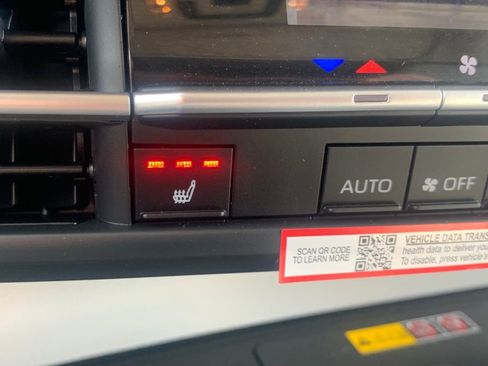 AUTO
OFF
SCAN QR CODE
TO LEARN MORE
VEHICLE DATA TRANS
health data to deliver you
To disable, press vehicle's